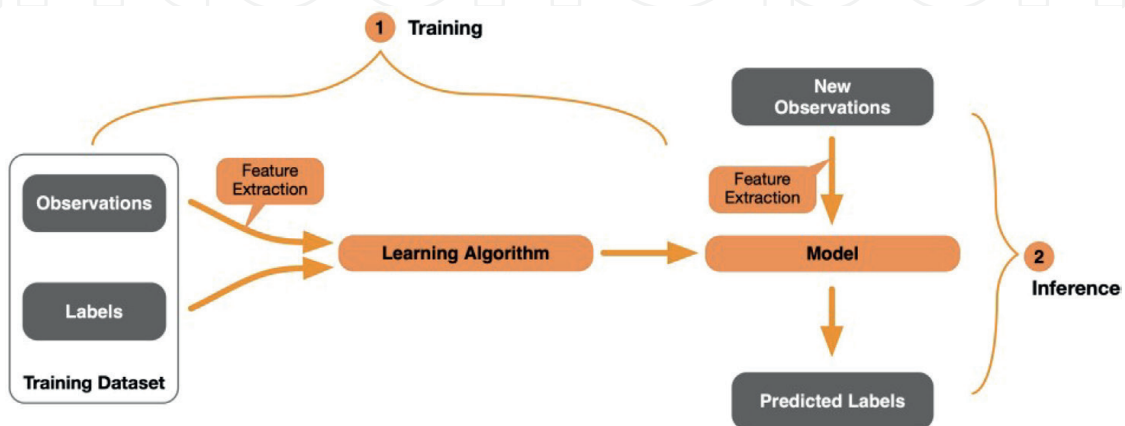 1 Training
New
Observations
Feature
Extraction
Observations
Feature
Extraction
Learning Algorithm
Model
2
Inference
Labels
Training Dataset
Predicted Labels